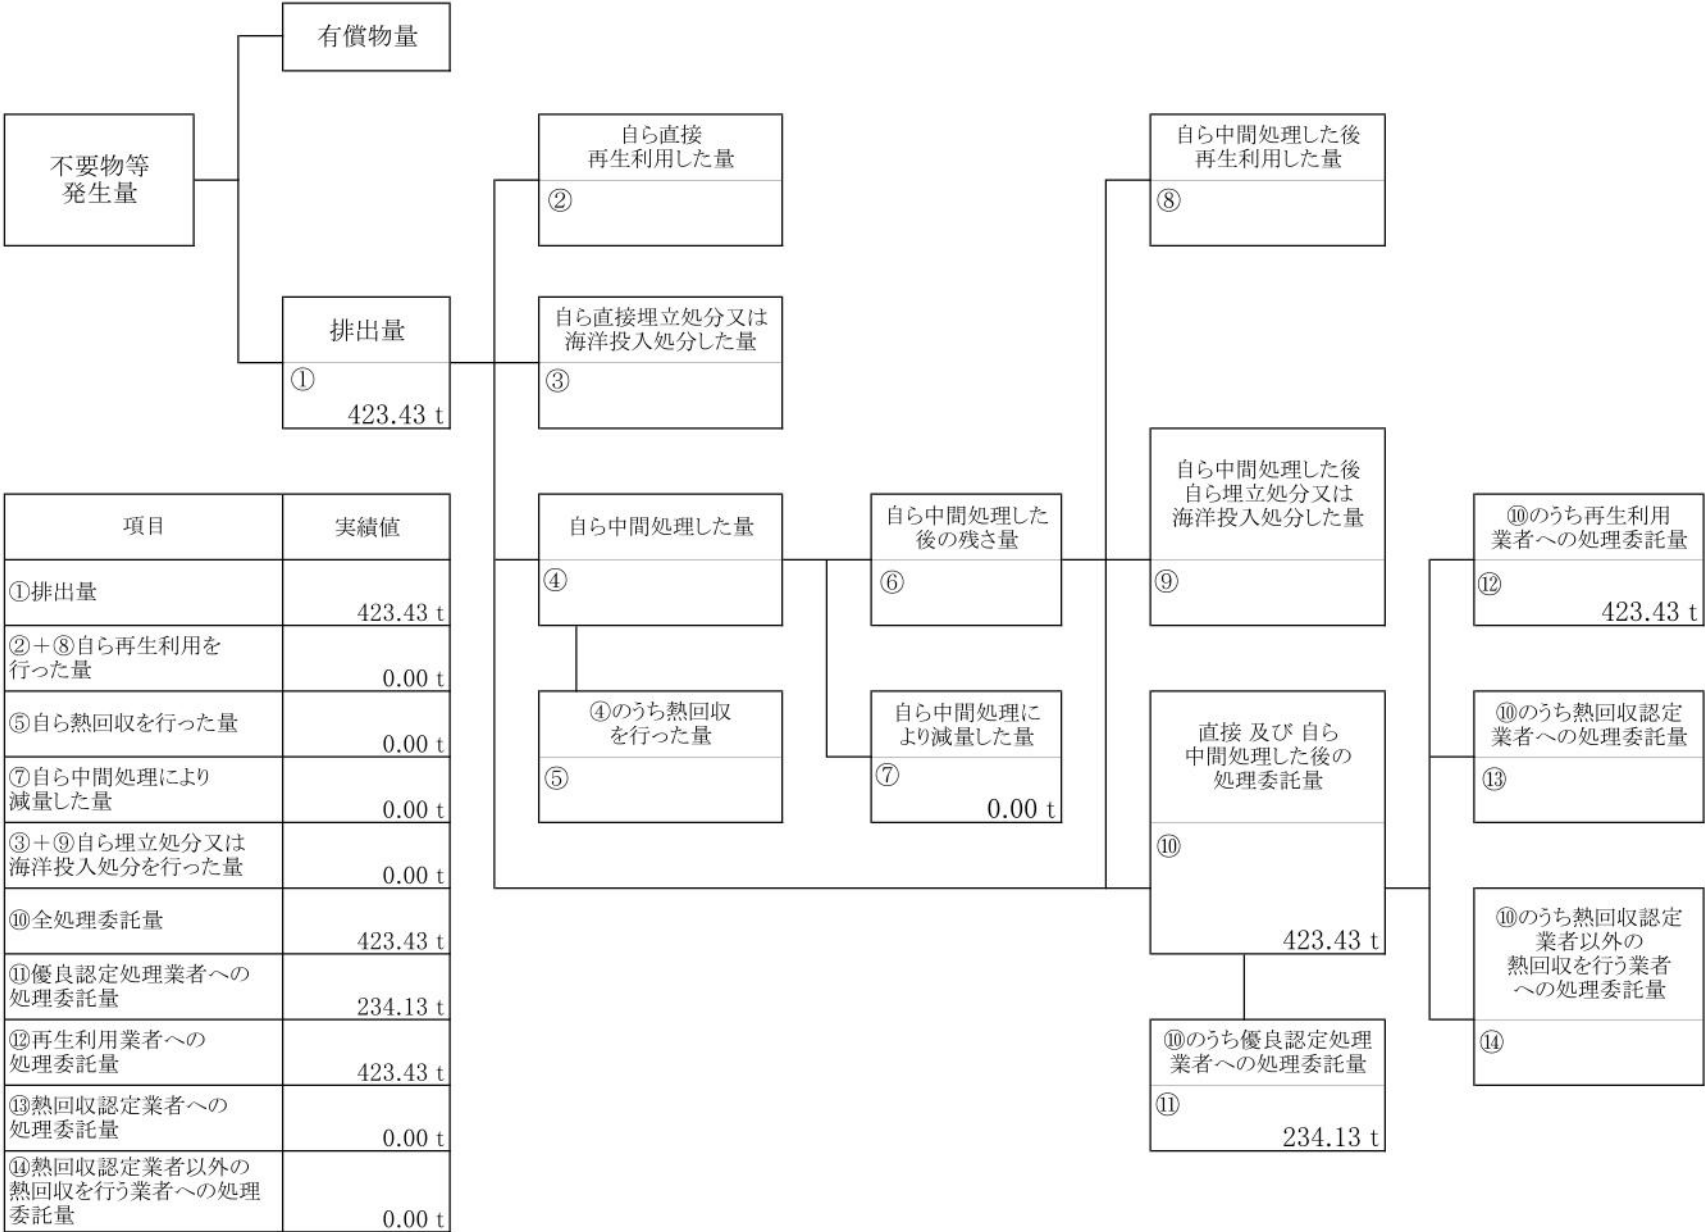 有償物量
不要物等
発生量
排出量
①
423.43 t
自ら直接
再生利用した量
②
自ら直接埋立処分又は
海洋投入処分した量
③
自ら中間処理した量
④
④のうち熱回収
を行った量
⑤
自ら中間処理した
後の残さ量
⑥
自ら中間処理に
より減量した量
⑦
0.00 t
自ら中間処理した後
再生利用した量
⑧
自ら中間処理した後
自ら埋立処分又は
海洋投入処分した量
⑨
直接 及び 自ら
中間処理した後の
処理委託量
⑩
423.43 t
⑩のうち優良認定処理
業者への処理委託量
⑪
234.13 t
⑩のうち再生利用
業者への処理委託量
⑫
423.43 t
⑩のうち熱回収認定
業者への処理委託量
⑬
⑩のうち熱回収認定
業者以外の
熱回収を行う業者
への処理委託量
⑭
項目 実績値
①排出量
423.43 t
②＋⑧自ら再生利用を
行った量
0.00 t
⑤自ら熱回収を行った量
0.00 t
⑦自ら中間処理により
減量した量
0.00 t
③＋⑨自ら埋立処分又は
海洋投入処分を行った量
0.00 t
⑩全処理委託量
423.43 t
⑪優良認定処理業者への
処理委託量
234.13 t
⑫再生利用業者への
処理委託量
423.43 t
⑬熱回収認定業者への
処理委託量
0.00 t
⑭熱回収認定業者以外の
熱回収を行う業者への処理
委託量
0.00 t